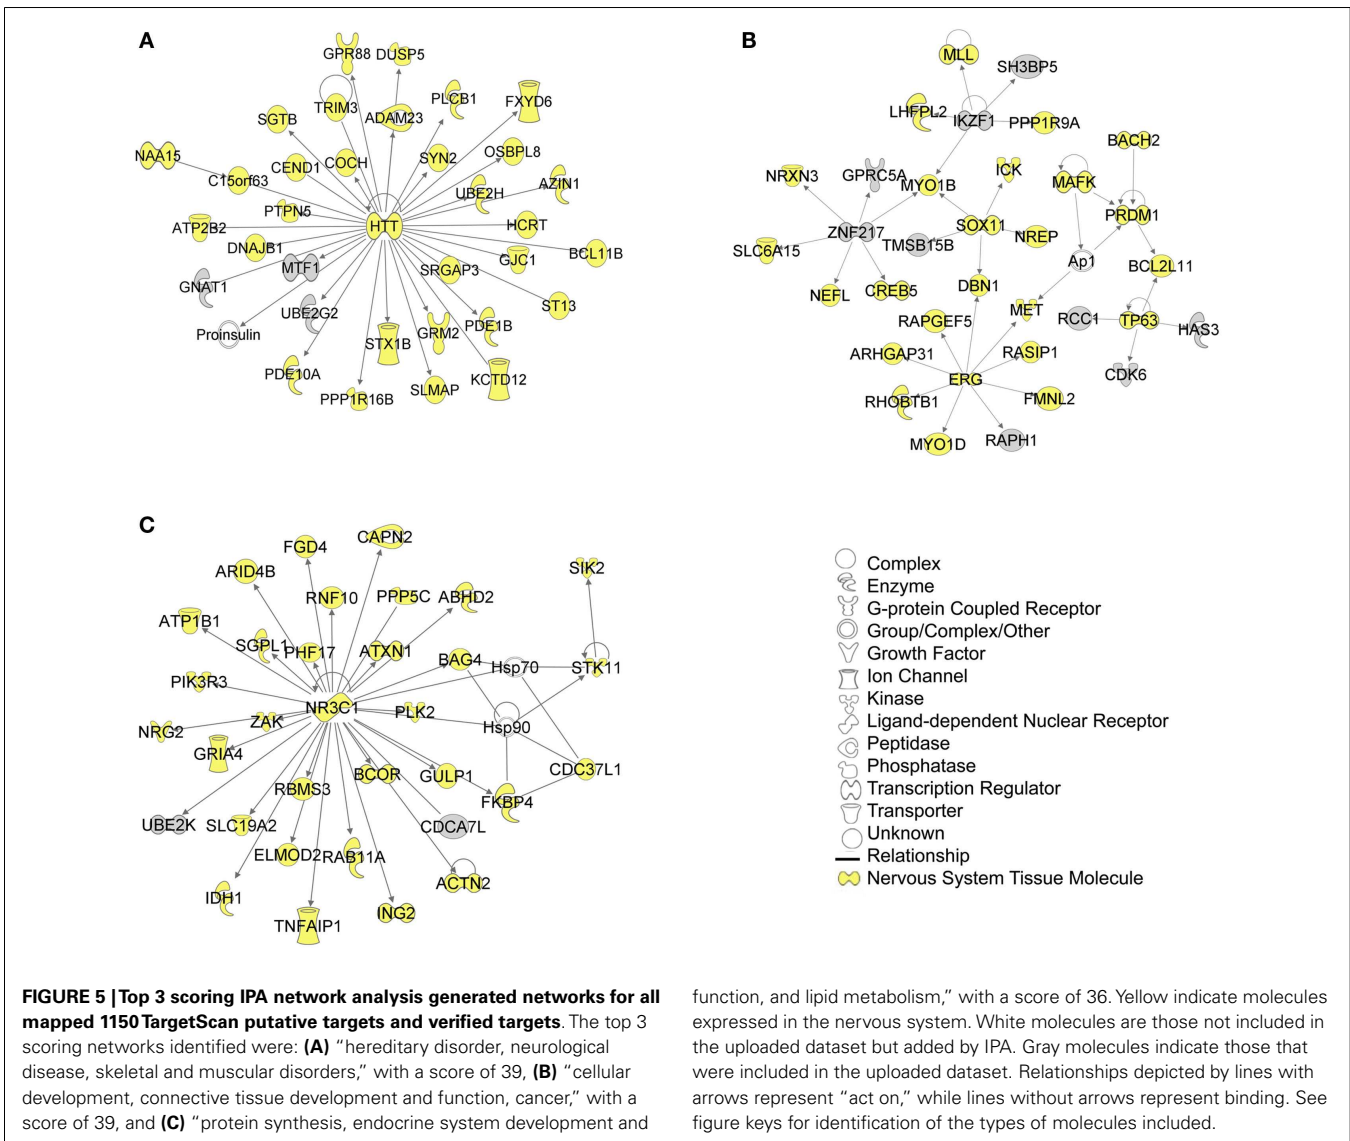 A
GPR88 DUSP5
TRIM3
ADAM23
PLCB1
FXYD6
SGTB
NAA15
C15orf63
CEND1
COCH
SYN2
OSBPL8
UBE2H
AZIN1
PTPN5
ATP2B2
HTT
HCRT
DNAJB1
MTF1
SRGAP3
GJC1
BCL11B
GNAT1
UBE2G2
ST13
Proinsulin
STX1B
GRM2
PDE1B
PDE10A
PPP1R16B
SLMAP
KCTD12
B
MLL
SH3BP5
LHFPL2
IKZF1
PPP1R9A
BACH2
NRXN3
GPRC5A
MYO1B
ICK
MAFK
PRDM1
ZNF217
TMSB15B
SOX11
NREP
SLC6A15
Ap1
BCL2L11
NEFL
CREB5
DBN1
MET
RAPGEF5
RCC1
TP63
HAS3
ARHGAP31
RASIP1
ERG
CDK6
RHOBTB1
FMNL2
MYO1D
RAPH1
C
CAPN2
FGD4
ARID4B
SIK2
RNF10
PPP5C
ABHD2
ATP1B1
SGPL1
PHF17
ATXN1
BAG4
Hsp70
STK11
PIK3R3
NR3C1
PLK2
NRG2
ZAK
Hsp90
GRIA4
BCOR
GULP1
CDC37L1
RBMS3
FKBP4
UBE2K
SLC19A2
CDCA7L
ELMOD2
RAB11A
ACTN2
IDH1
TNFAIP1
ING2
Complex
Enzyme
G-protein Coupled Receptor
Group/Complex/Other
Growth Factor
Ion Channel
Kinase
Ligand-dependent Nuclear Receptor
Peptidase
Phosphatase
Transcription Regulator
Transporter
Unknown
Relationship
Nervous System Tissue Molecule
FIGURE 5 | Top 3 scoring IPA network analysis generated networks for all
mapped 1150 TargetScan putative targets and verified targets. The top 3
scoring networks identified were: (A) “hereditary disorder, neurological
disease, skeletal and muscular disorders,” with a score of 39, (B) “cellular
development, connective tissue development and function, cancer,” with a
score of 39, and (C) “protein synthesis, endocrine system development and
function, and lipid metabolism,” with a score of 36. Yellow indicate molecules
expressed in the nervous system. White molecules are those not included in
the uploaded dataset but added by IPA. Gray molecules indicate those that
were included in the uploaded dataset. Relationships depicted by lines with
arrows represent “act on,” while lines without arrows represent binding. See
figure keys for identification of the types of molecules included.